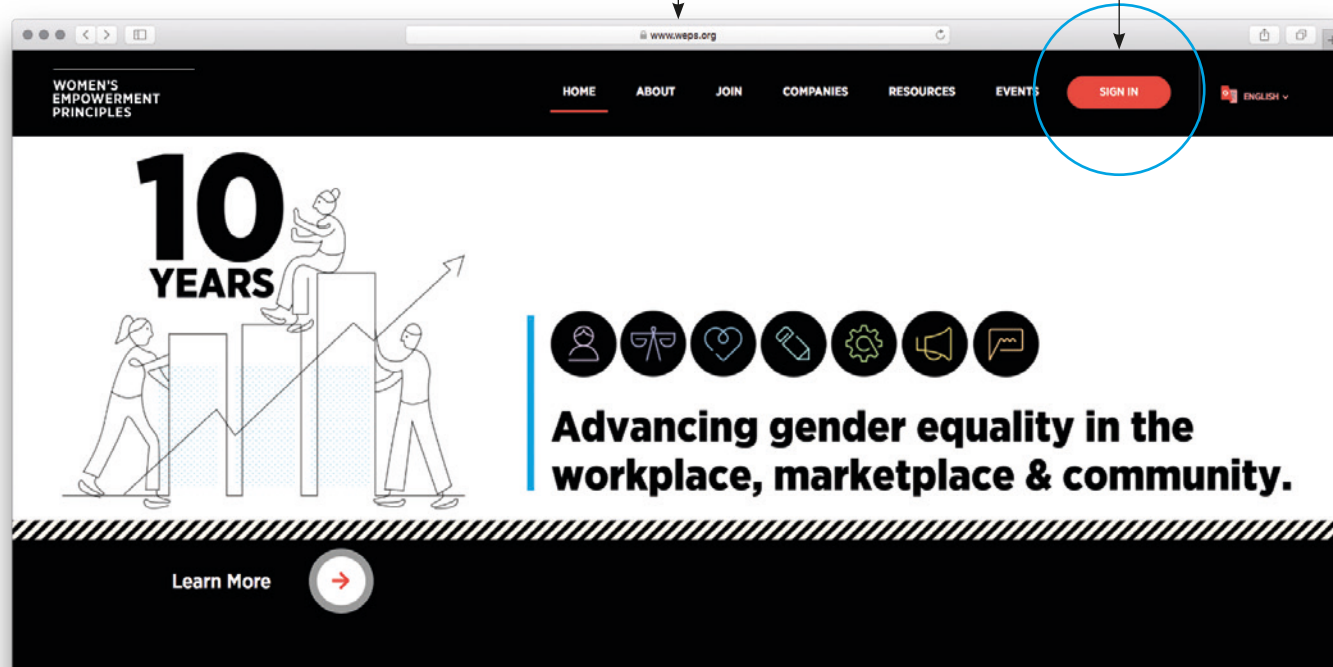 www.weps.org
WOMEN'S
EMPOWERMENT
PRINCIPLES
HOME ABOUT JOIN COMPANIES RESOURCES EVENTS SIGN IN ENGLISH
10
YEARS
Advancing gender equality in the
workplace, marketplace & community.
Learn More